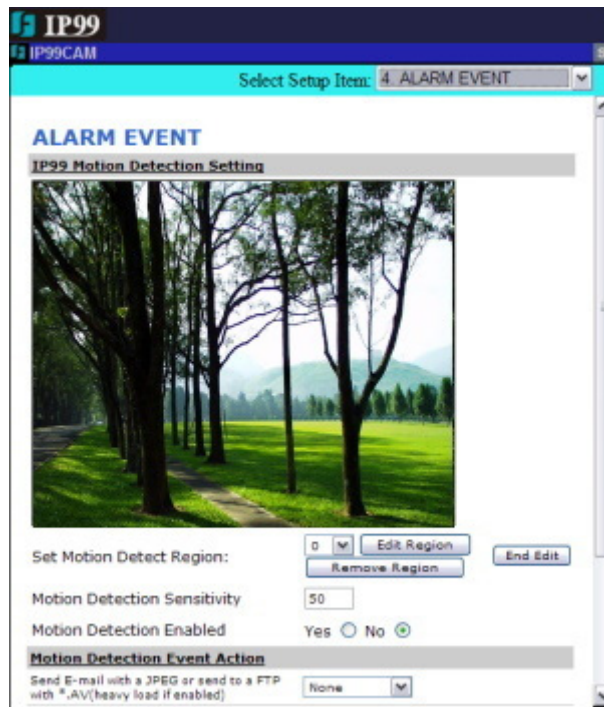 IP99
IP99CAM
Select Setup Item: 4. ALARM EVENT
ALARM EVENT
IP99 Motion Detection Setting
Set Motion Detect Region: 0 Edit Region End Edit
Remove Region
Motion Detection Sensitivity 50
Motion Detection Enabled Yes No
Motion Detection Event Action
Send E-mail with a JPEG or send to a FTP
with *.AV(heavy load if enabled) None